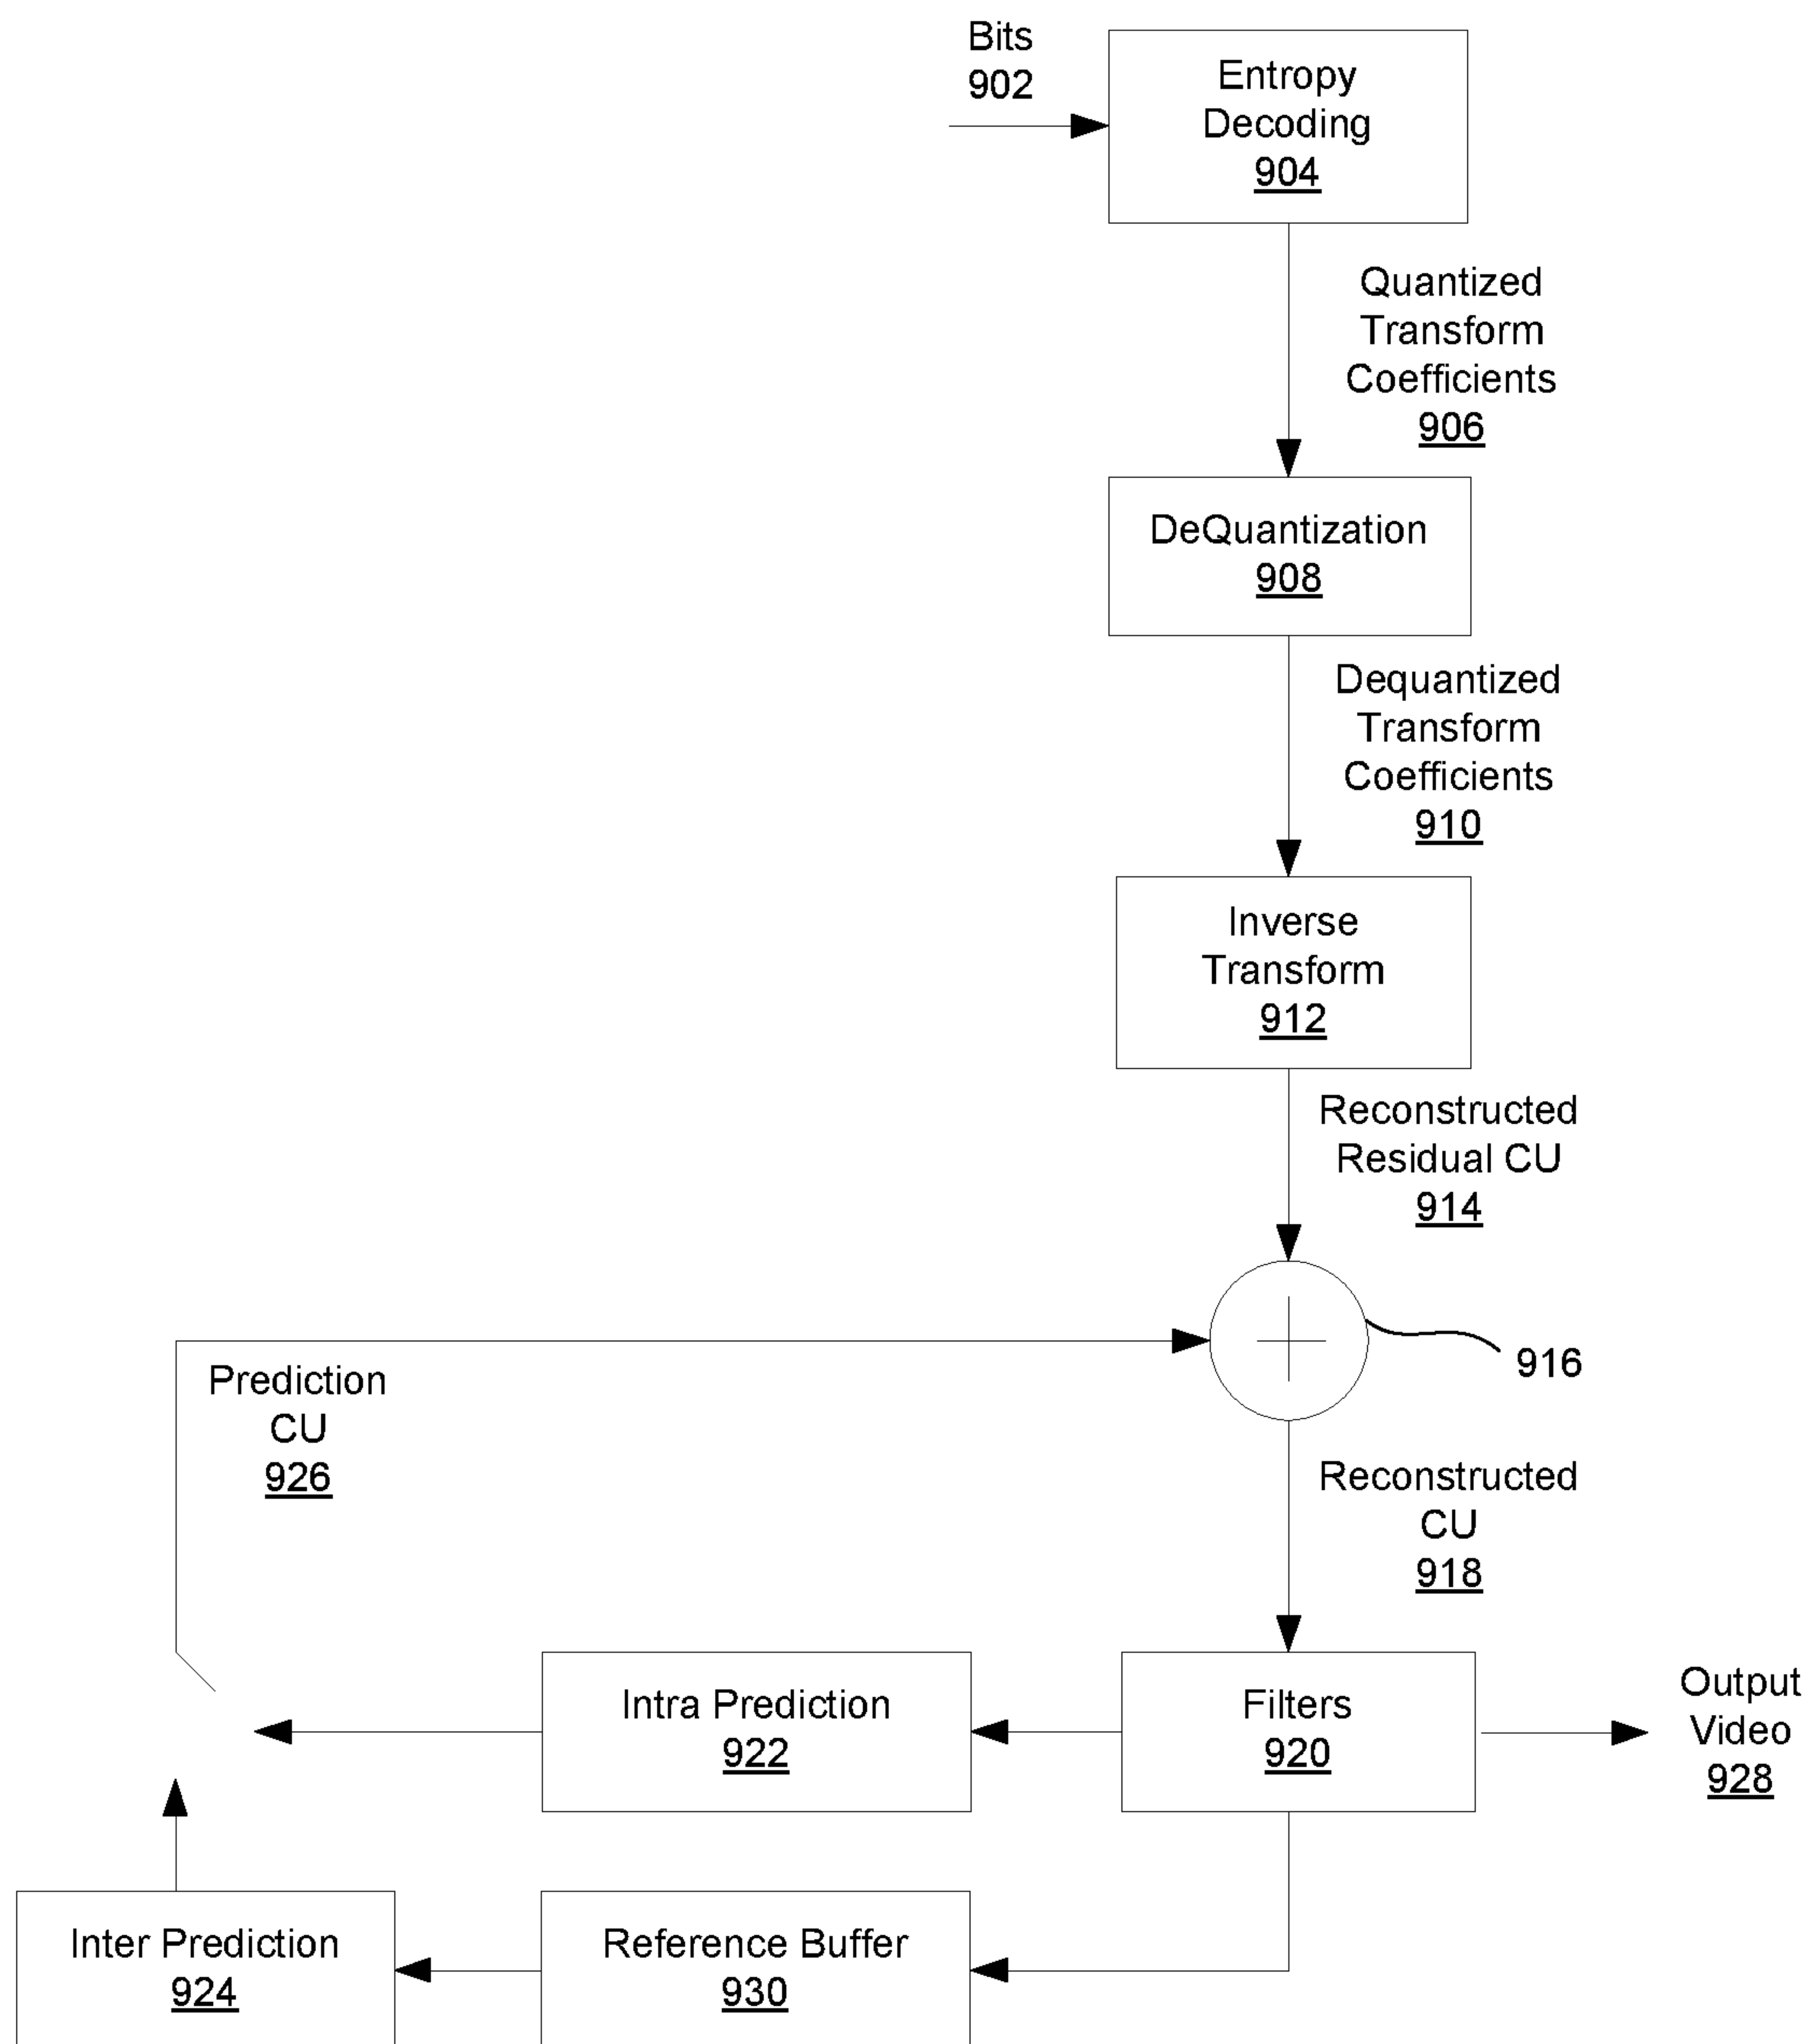 Bits
902
Entropy
Decoding
904
Quantized
Transform
Coefficients
906
DeQuantization
908
Dequantized
Transform
Coefficients
910
Inverse
Transform
912
Reconstructed
Residual CU
914
916
Prediction
CU
926
Reconstructed
CU
918
Intra Prediction
922
Filters
920
Output
Video
928
Inter Prediction
924
Reference Buffer
930